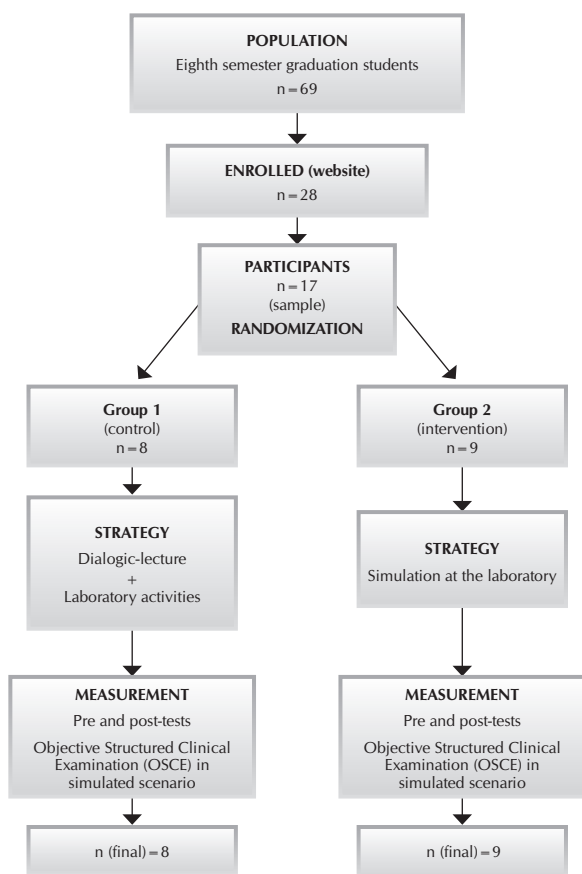 POPULATION
Eighth semester graduation students
n = 69
ENROLLED (website)
n = 28
PARTICIPANTS
n = 17
(sample)
RANDOMIZATION
Group 1
(control)
n = 8
Group 2
(intervention)
n = 9
STRATEGY
Dialogic-lecture
+
Laboratory activities
STRATEGY
Simulation at the laboratory
MEASUREMENT
Pre and post-tests
Objective Structured Clinical
Examination (OSCE) in
simulated scenario
MEASUREMENT
Pre and post-tests
Objective Structured Clinical
Examination (OSCE) in
simulated scenario
n (final) = 8
n (final) = 9